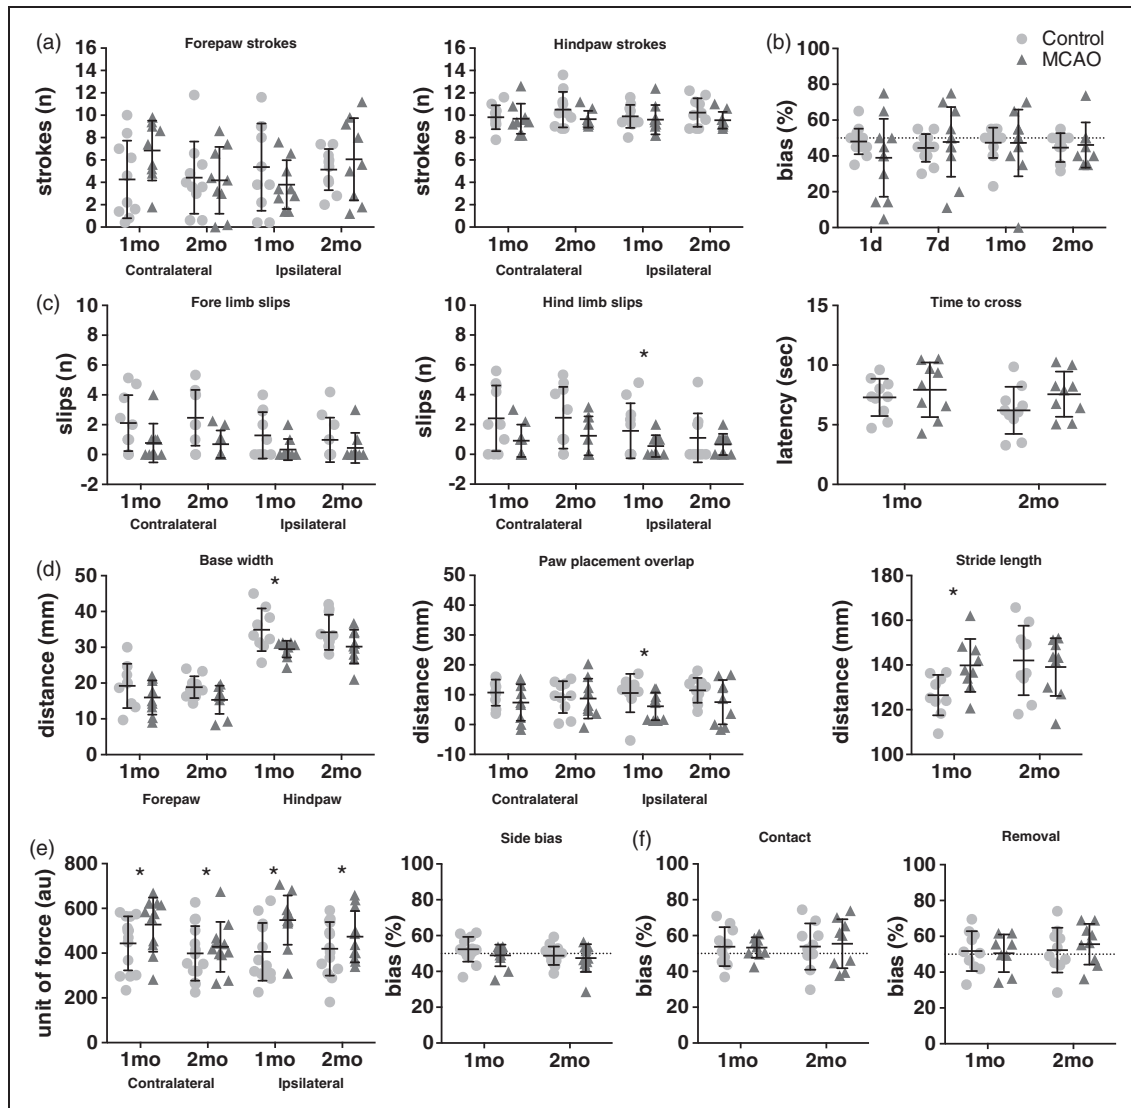 (a)
Forepaw strokes
strokes (n)
16
14
12
10
8
6
4
2
0
1mo 2mo 1mo 2mo
Contralateral Ipsilateral
Hindpaw strokes
strokes (n)
16
14
12
10
8
6
4
2
0
1mo 2mo 1mo 2mo
Contralateral Ipsilateral
(b)
Control
MCAO
bias (%)
100
80
60
40
20
0
1d 7d 1mo 2mo
(c)
Fore limb slips
slips (n)
10
8
6
4
2
0
-2
1mo 2mo 1mo 2mo
Contralateral Ipsilateral
Hind limb slips
slips (n)
10
8
6
4
2
0
-2
*
1mo 2mo 1mo 2mo
Contralateral Ipsilateral
Time to cross
latency (sec)
15
10
5
0
1mo 2mo
(d)
Base width
distance (mm)
50
40
30
20
10
0
*
1mo 2mo 1mo 2mo
Forepaw Hindpaw
Paw placement overlap
distance (mm)
50
40
30
20
10
0
-10
*
1mo 2mo 1mo 2mo
Contralateral Ipsilateral
Stride length
distance (mm)
180
160
140
120
100
*
1mo 2mo
(e)
unit of force (au)
800
600
400
200
0
* * * *
1mo 2mo 1mo 2mo
Contralateral Ipsilateral
Side bias
bias (%)
100
80
60
40
20
0
1mo 2mo
(f)
Contact
bias (%)
100
80
60
40
20
0
1mo 2mo
Removal
bias (%)
100
80
60
40
20
0
1mo 2mo